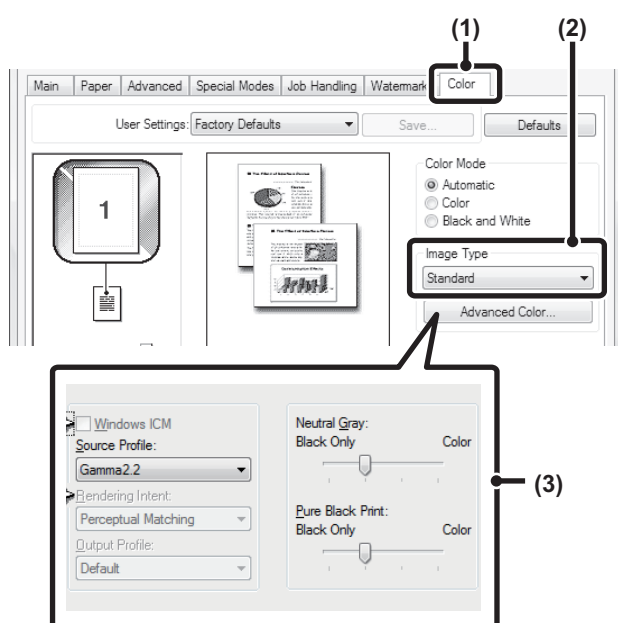 (1) (2)
Main Paper Advanced Special Modes Job Handling Watermark Color
User Settings: Factory Defaults Save... Defaults
Color Mode
Automatic
Color
Black and White
1
Image Type
Standard
Advanced Color...
Windows ICM
Source Profile:
Gamma2.2
Rendering Intent:
Perceptual Matching
Output Profile:
Default
Neutral Gray:
Black Only Color
Pure Black Print:
Black Only Color
(3)